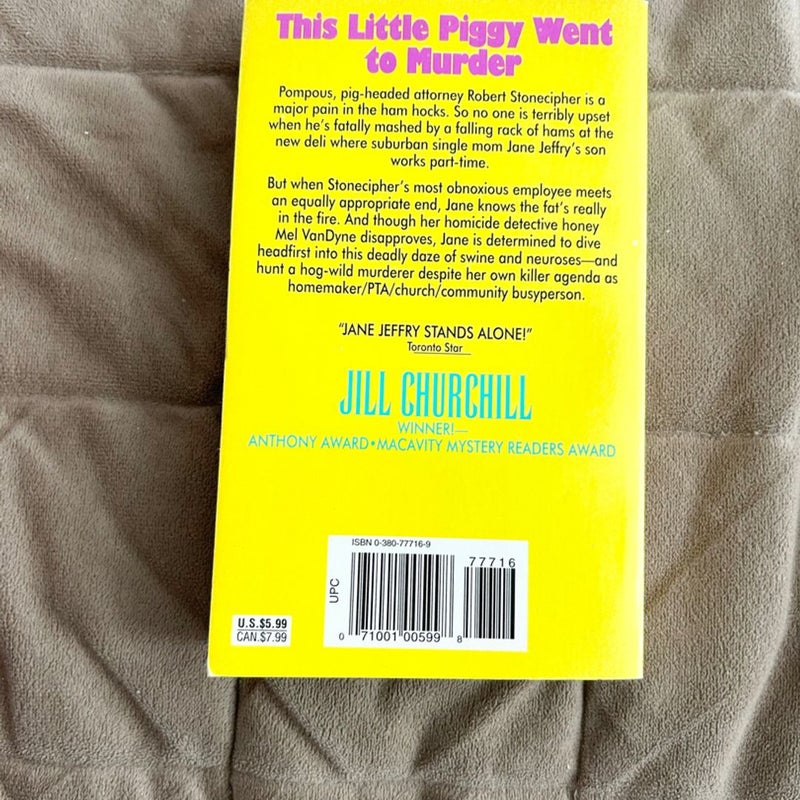 This Little Piggy Went
to Murder
Pompous, pig-headed attorney Robert Stonecipher is a
major pain in the ham hocks. So no one is terribly upset
when he's fatally mashed by a falling rack of hams at the
new deli where suburban single mom Jane Jeffry's son
works part-time.
But when Stonecipher's most obnoxious employee meets
an equally appropriate end, Jane knows the fat's really
in the fire. And though her homicide detective honey
Mel VanDyne disapproves, Jane is determined to dive
headfirst into this deadly daze of swine and neuroses—and
hunt a hog-wild murderer despite her own killer agenda as
homemaker/PTA/church/community busyperson.
"JANE JEFFRY STANDS ALONE!"
Toronto Star
JILL CHURCHILL
WINNER!—
ANTHONY AWARD•MACAVITY MYSTERY READERS AWARD
ISBN 0-380-77716-9
77716
UPC
0 71001 00599 8
U.S.$5.99
CAN.$7.99